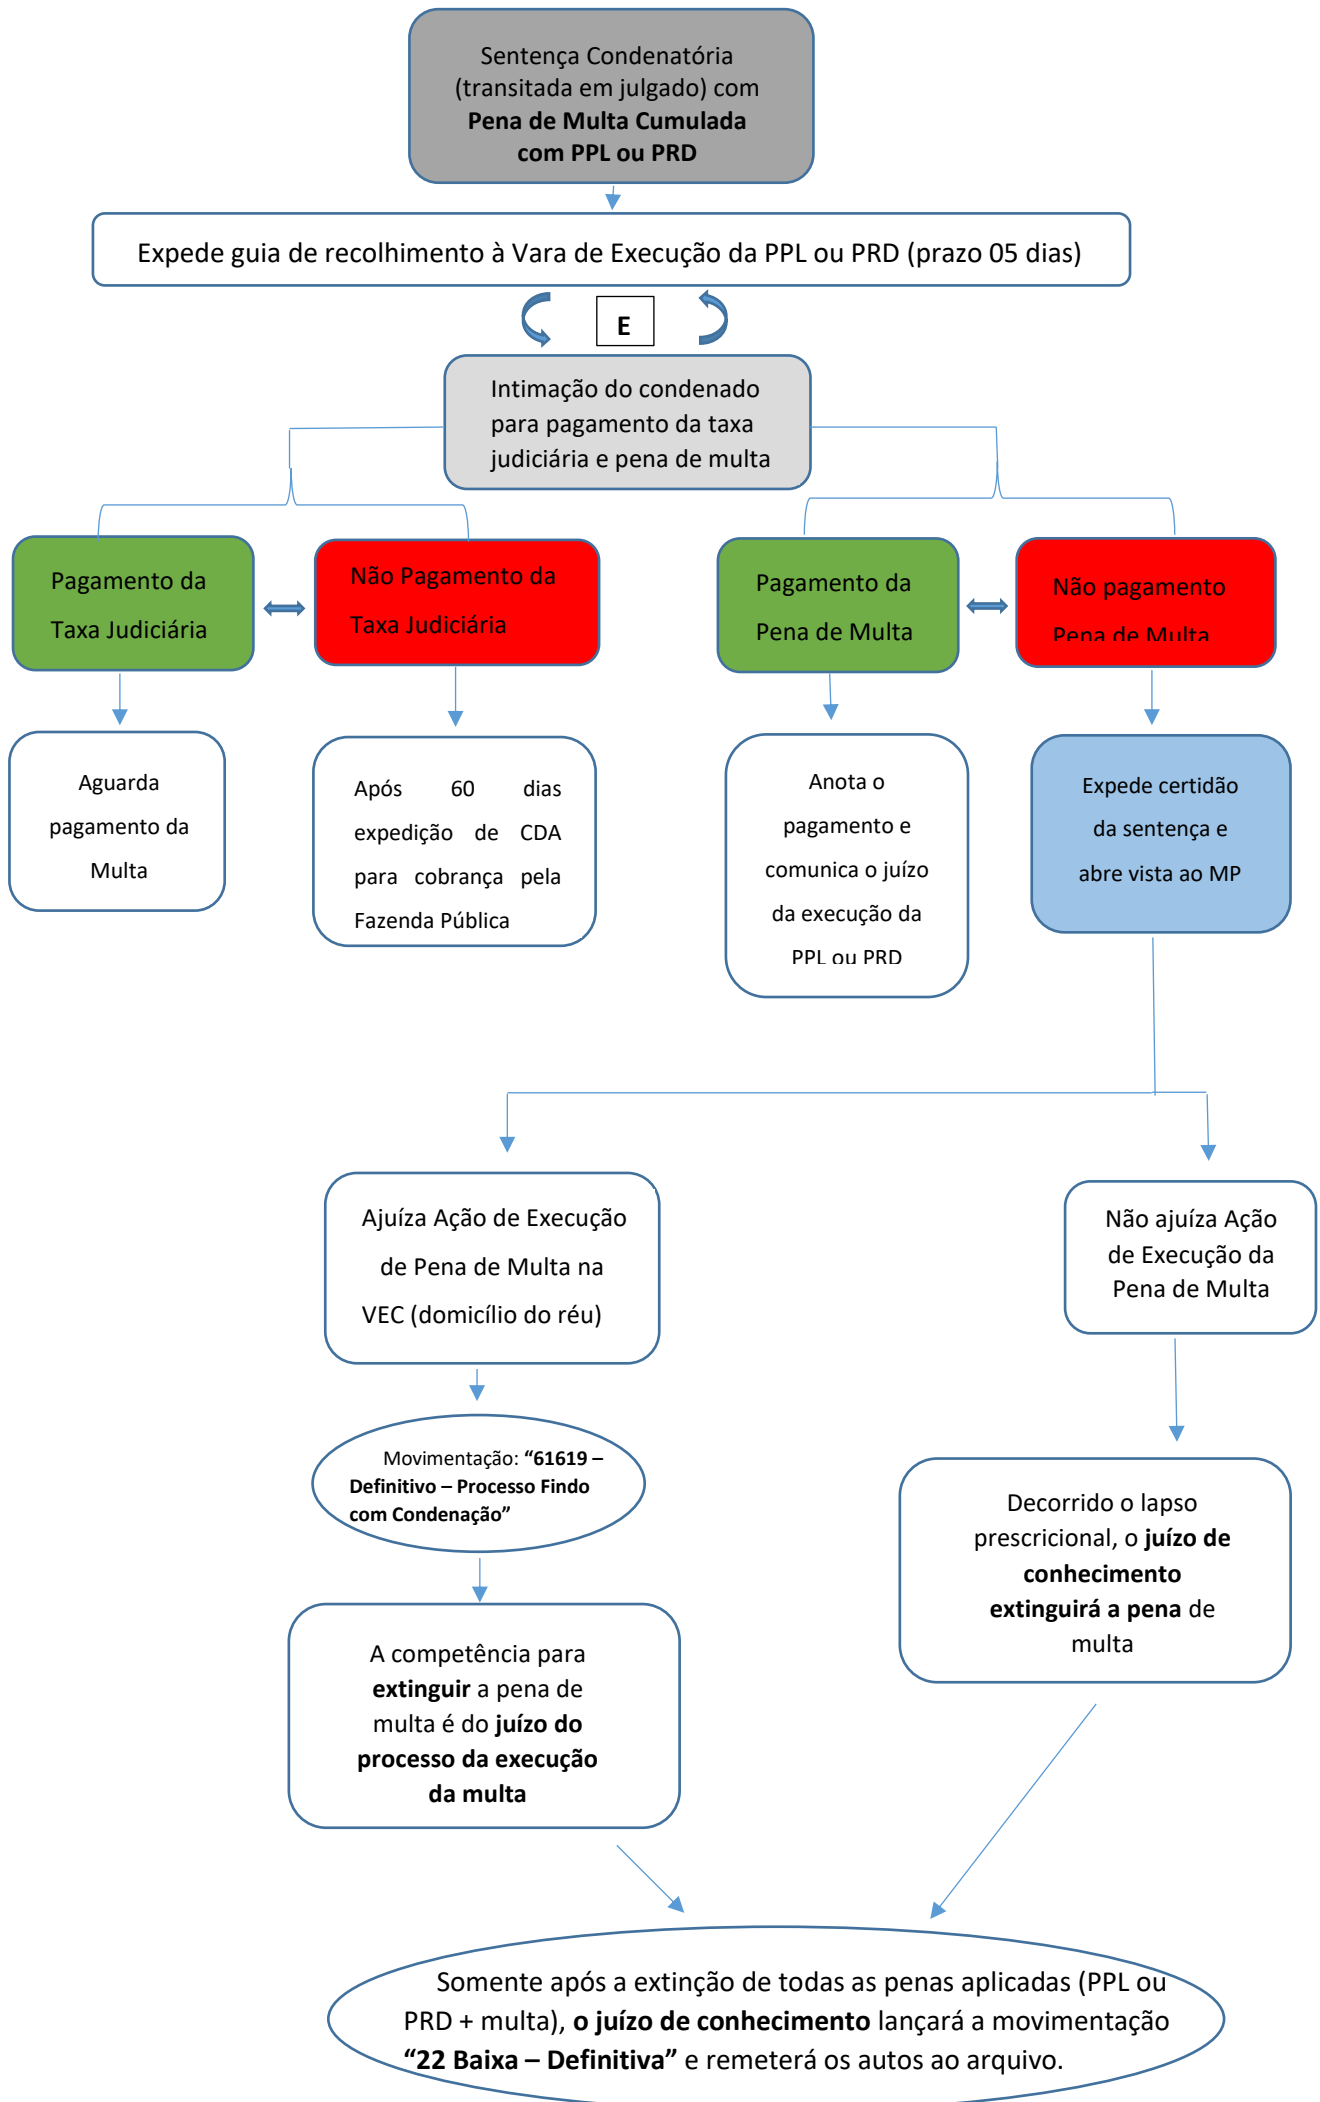 Sentença Condenatória
(transitada em julgado) com
Pena de Multa Cumulada
com PPL ou PRD
Expede guia de recolhimento à Vara de Execução da PPL ou PRD (prazo 05 dias)
E
Intimação do condenado
para pagamento da taxa
judiciária e pena de multa
Pagamento da
Taxa Judiciária
Não Pagamento da
Taxa Judiciária
Pagamento da
Pena de Multa
Não pagamento
Pena de Multa
Aguarda
pagamento da
Multa
Após 60 dias
expedição de CDA
para cobrança pela
Fazenda Pública
Anota o
pagamento e
comunica o juízo
da execução da
PPL ou PRD
Expede certidão
da sentença e
abre vista ao MP
Ajuíza Ação de Execução
de Pena de Multa na
VEC (domicílio do réu)
Não ajuíza Ação
de Execução da
Pena de Multa
Movimentação: “61619 –
Definitivo – Processo Findo
com Condenação”
Decorrido o lapso
prescricional, o juízo de
conhecimento
extinguirá a pena de
multa
A competência para
extinguir a pena de
multa é do juízo do
processo da execução
da multa
Somente após a extinção de todas as penas aplicadas (PPL ou
PRD + multa), o juízo de conhecimento lançará a movimentação
“22 Baixa – Definitiva” e remeterá os autos ao arquivo.